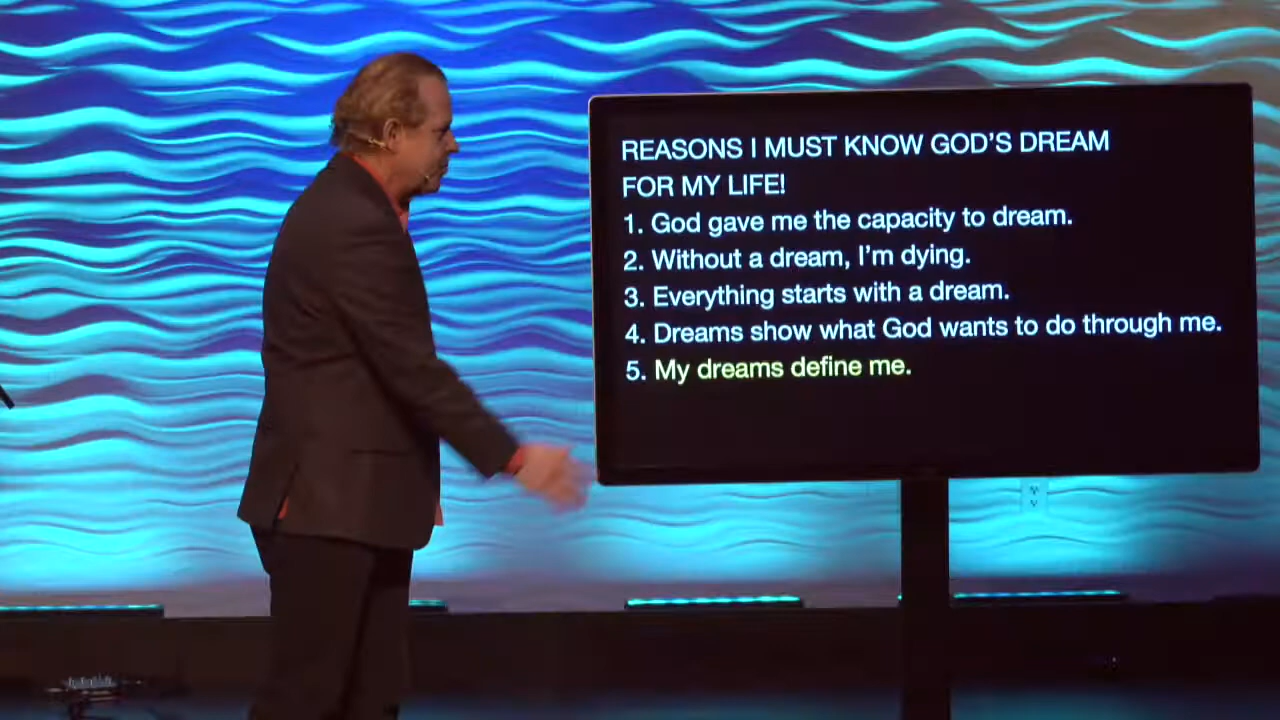 REASONS I MUST KNOW GOD'S DREAM
FOR MY LIFE!
1. God gave me the capacity to dream.
2. Without a dream, I'm dying.
3. Everything starts with a dream.
4. Dreams show what God wants to do through me.
5. My dreams define me.